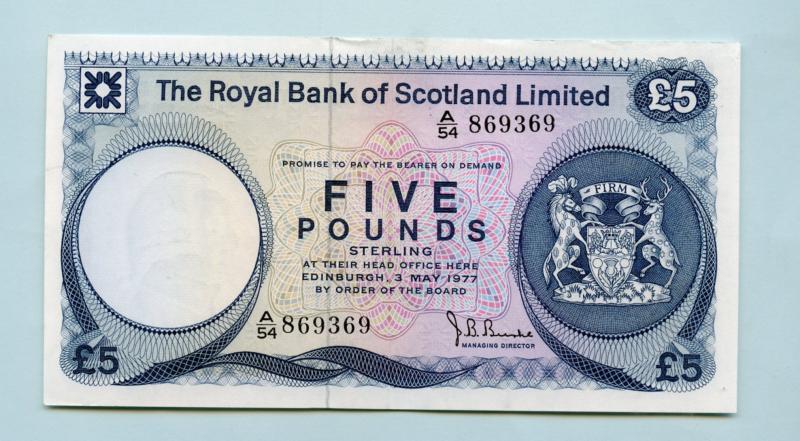 The Royal Bank of Scotland Limited
£5
A/54 869369
PROMISE TO PAY THE BEARER ON DEMAND
FIVE
POUNDS
STERLING
AT THEIR HEAD OFFICE HERE
EDINBURGH, 3 MAY 1977
BY ORDER OF THE BOARD
FIRM
A/54 869369
J.B. Burke
MANAGING DIRECTOR
£5
£5